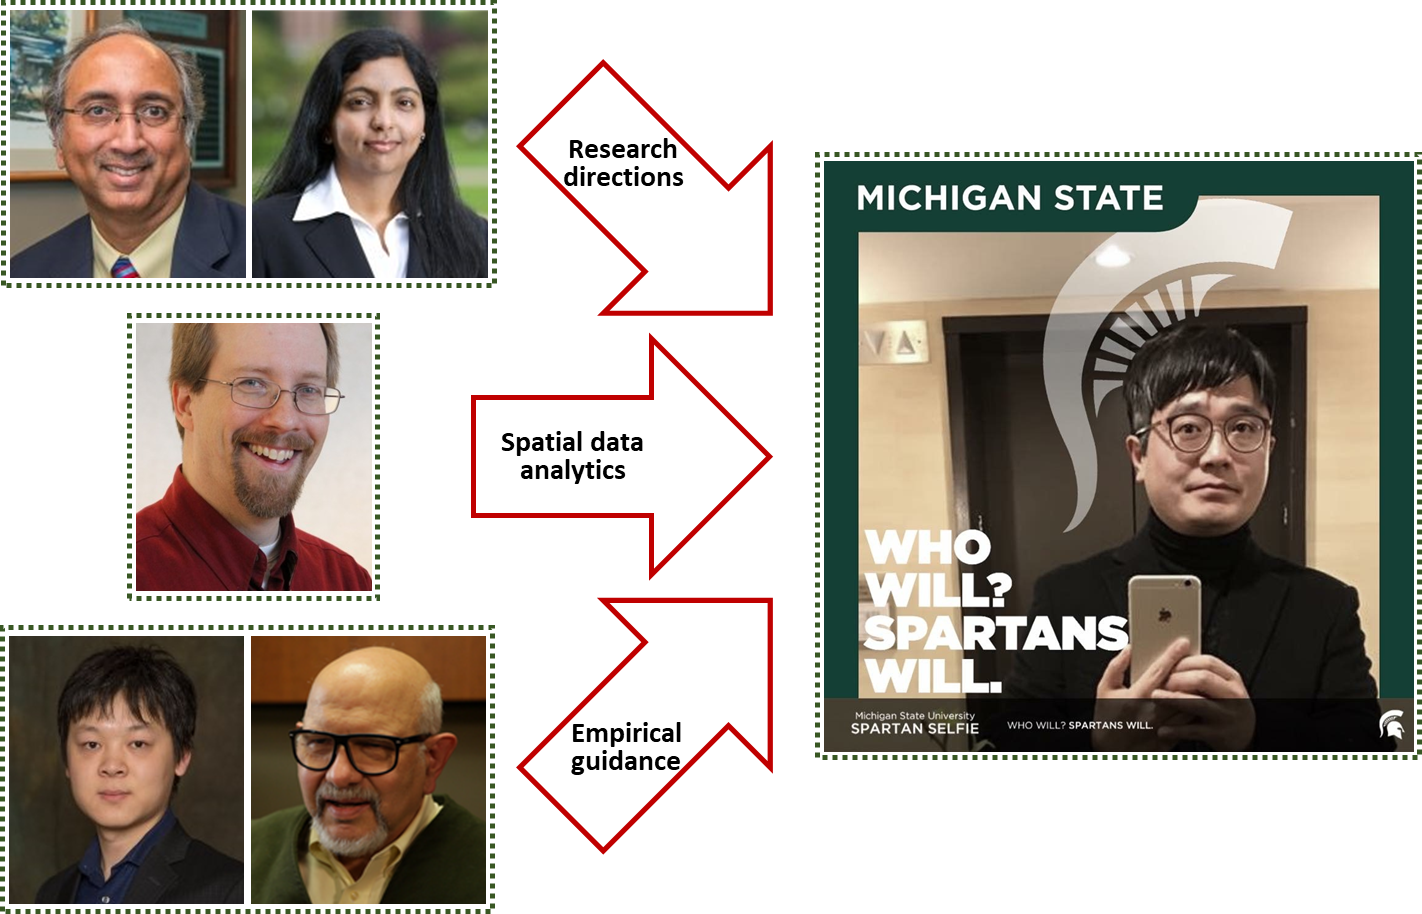 Research
directions
Spatial data
analytics
Empirical
guidance
MICHIGAN STATE
WHO
WILL?
SPARTANS
WILL.
Michigan State University
SPARTAN SELFIE
WHO WILL? SPARTANS WILL.